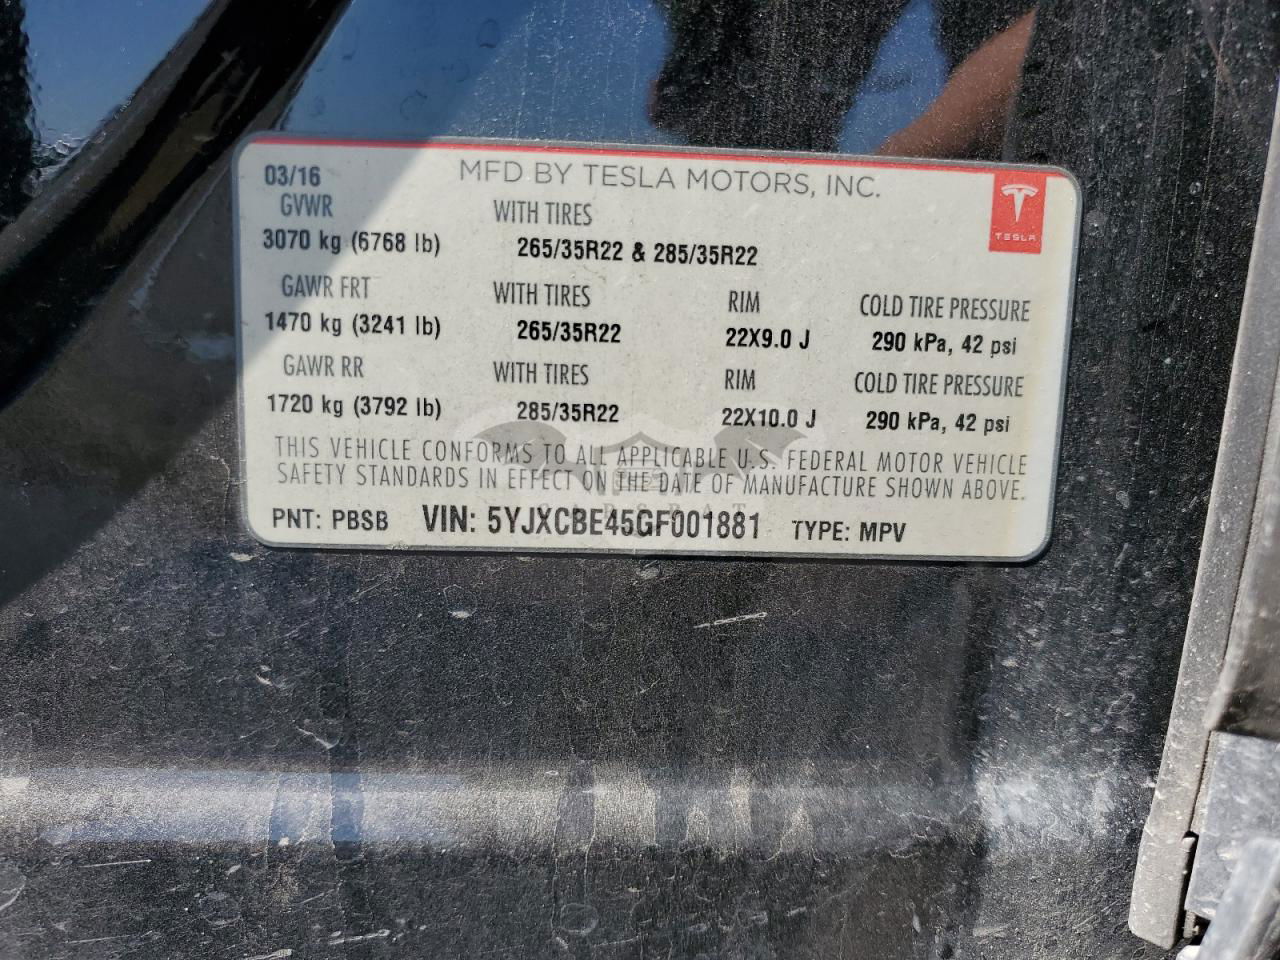 03/16 MFD BY TESLA MOTORS, INC.
TESLA
GVWR WITH TIRES
3070 kg (6768 lb) 265/35R22 & 285/35R22
GAWR FRT WITH TIRES RIM COLD TIRE PRESSURE
1470 kg (3241 lb) 265/35R22 22X9.0 J 290 kPa, 42 psi
GAWR RR WITH TIRES RIM COLD TIRE PRESSURE
1720 kg (3792 lb) 285/35R22 22X10.0 J 290 kPa, 42 psi
THIS VEHICLE CONFORMS TO ALL APPLICABLE U.S. FEDERAL MOTOR VEHICLE
SAFETY STANDARDS IN EFFECT ON THE DATE OF MANUFACTURE SHOWN ABOVE.
PNT: PBSB VIN: 5YJXCBE45GF001881 TYPE: MPV